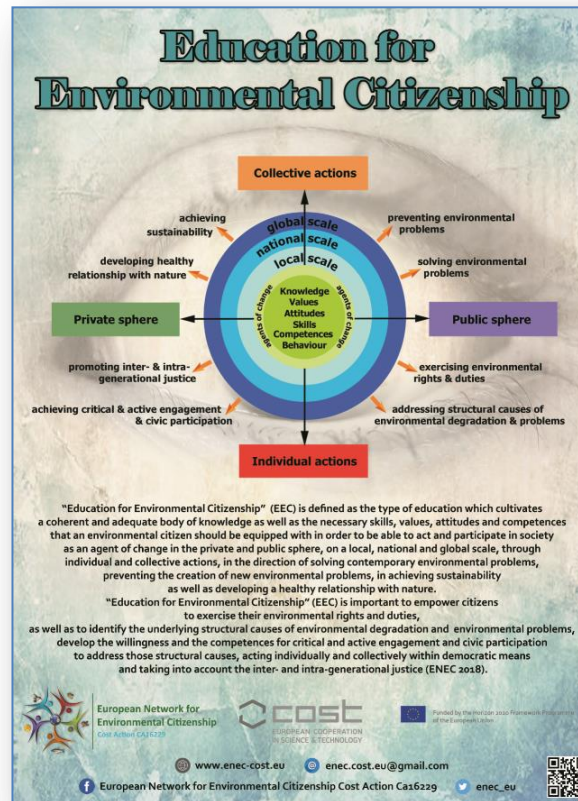 Education for
Environmental Citizenship
Collective actions
achieving
sustainability
global scale
preventing environmental
problems
national scale
developing healthy
relationship with nature
local scale
solving environmental
problems
Private sphere
agents of change
Knowledge
Values
Attitudes
Skills
Competences
Behaviour
agents of change
Public sphere
promoting inter- & intra-
generational justice
exercising environmental
rights & duties
achieving critical & active engagement
& civic participation
addressing structural causes of
environmental degradation & problems
Individual actions
"Education for Environmental Citizenship" (EEC) is defined as the type of education which cultivates
a coherent and adequate body of knowledge as well as the necessary skills, values, attitudes and competences
that an environmental citizen should be equipped with in order to be able to act and participate in society
as an agent of change in the private and public sphere, on a local, national and global scale, through
individual and collective actions, in the direction of solving contemporary environmental problems,
preventing the creation of new environmental problems, in achieving sustainability
as well as developing a healthy relationship with nature.
"Education for Environmental Citizenship" (EEC) is important to empower citizens
to exercise their environmental rights and duties,
as well as to identify the underlying structural causes of environmental degradation and environmental problems,
develop the willingness and the competences for critical and active engagement and civic participation
to address those structural causes, acting individually and collectively within democratic means
and taking into account the inter- and intra-generational justice (ENEC 2018).
European Network for
Environmental Citizenship
Cost Action CA16229
cost
EUROPEAN COOPERATION
IN SCIENCE & TECHNOLOGY
Funded by the Horizon 2020 Framework Programme
of the European Union
www.enec-cost.eu
enec.cost.eu@gmail.com
European Network for Environmental Citizenship Cost Action Ca16229
enec_eu